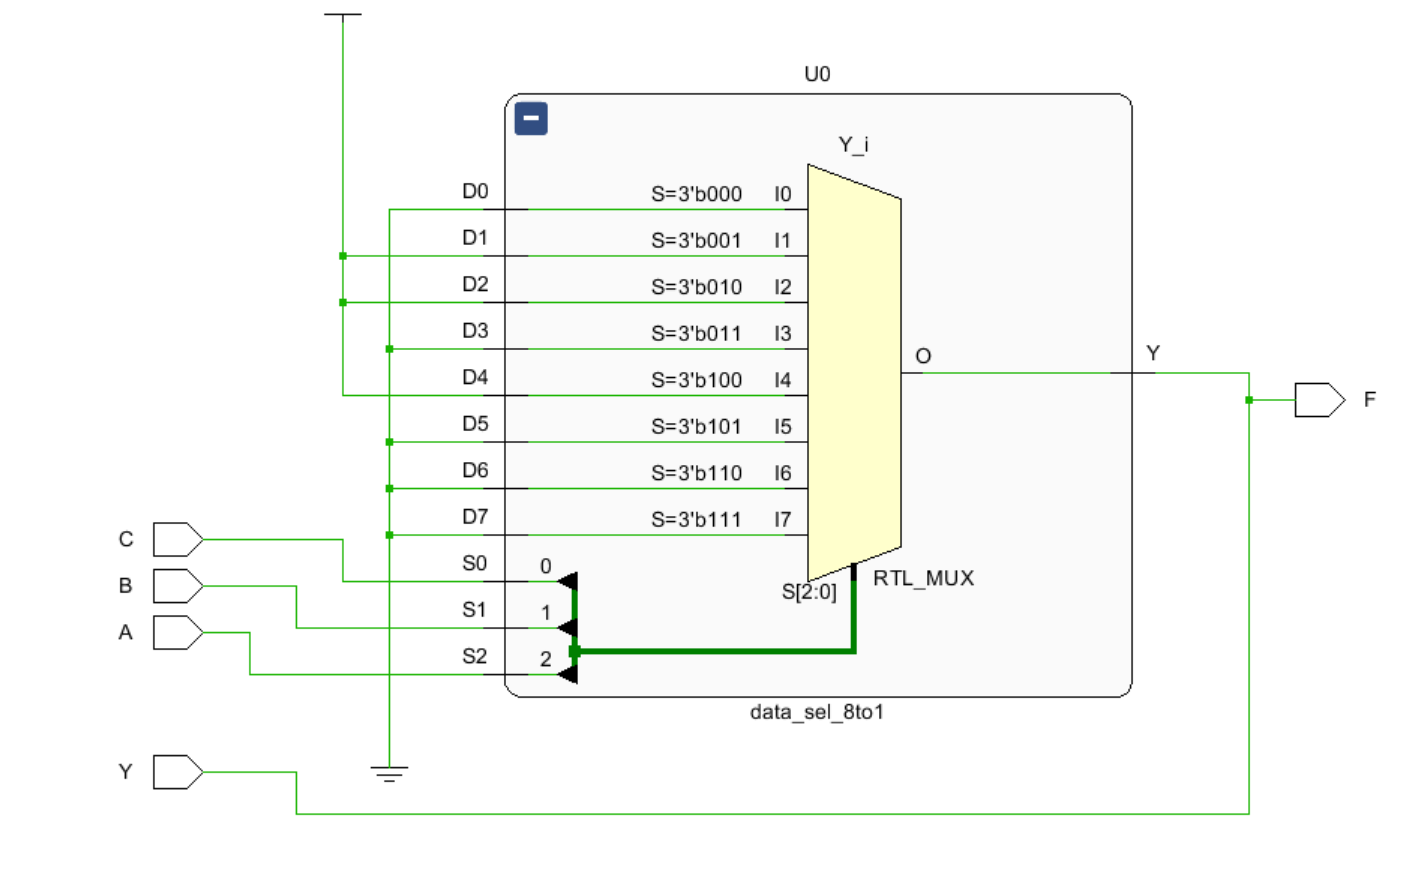 U0
Y_i
D0 S=3'b000 I0
D1 S=3'b001 I1
D2 S=3'b010 I2
D3 S=3'b011 I3
O Y
D4 S=3'b100 I4
F
D5 S=3'b101 I5
D6 S=3'b110 I6
D7 S=3'b111 I7
C
S0 0
RTL_MUX
B
S[2:0]
S1 1
A
S2 2
data_sel_8to1
Y